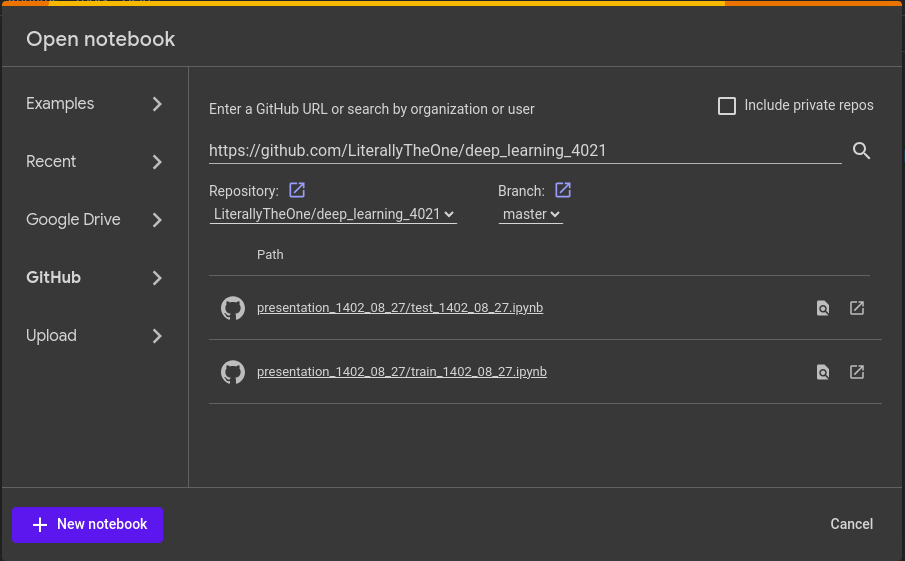 Open notebook
Examples
Recent
Google Drive
GitHub
Upload
Enter a GitHub URL or search by organization or user
Include private repos
https://github.com/LiterallyTheOne/deep_learning_4021
Repository:
Branch:
LiterallyTheOne/deep_learning_4021
master
Path
presentation_1402_08_27/test_1402_08_27.ipynb
presentation_1402_08_27/train_1402_08_27.ipynb
New notebook
Cancel